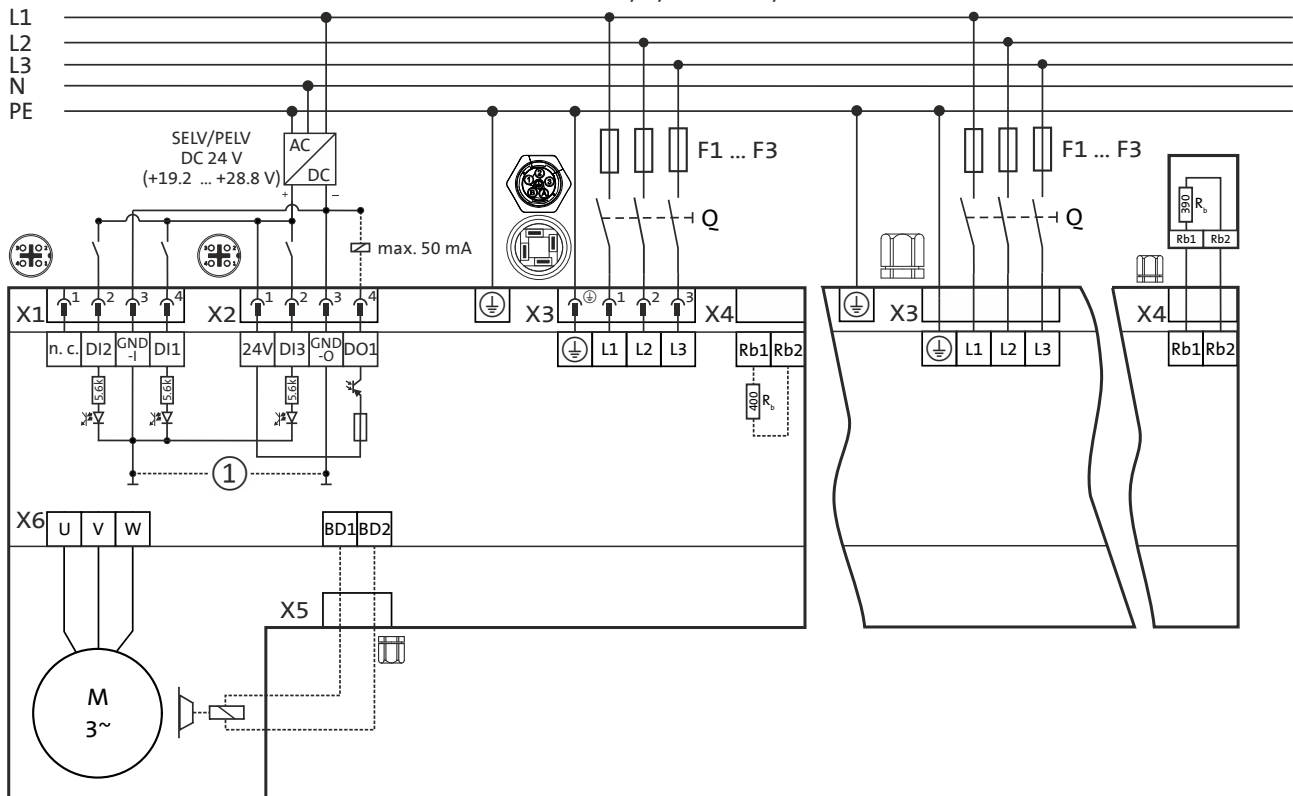 L1
L2
L3
N
PE
SELV/PELV
DC 24 V
(+19.2 ... +28.8 V)
AC
DC
+ −
max. 50 mA
F1 ... F3
Q
F1 ... F3
Q
390
R b
Rb1 Rb2
X1 1 2 3 4
X2 1 2 3 4
X3 1 2 3
X4
X3
X4
n. c. DI2 GND-I DI1
24V DI3 GND-O DO1
L1 L2 L3
Rb1 Rb2
L1 L2 L3
Rb1 Rb2
5.6k 5.6k 5.6k
400 R b
1
X6 U V W
BD1 BD2
X5
M
3~